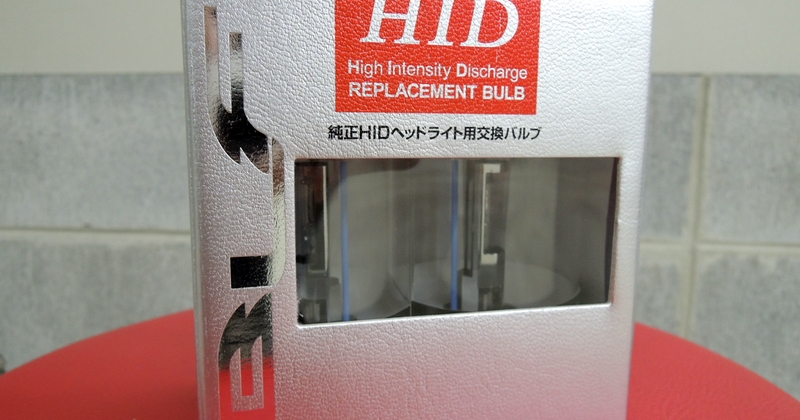 HID
High Intensity Discharge
REPLACEMENT BULB
純正HIDヘッドライト用交換バルブ